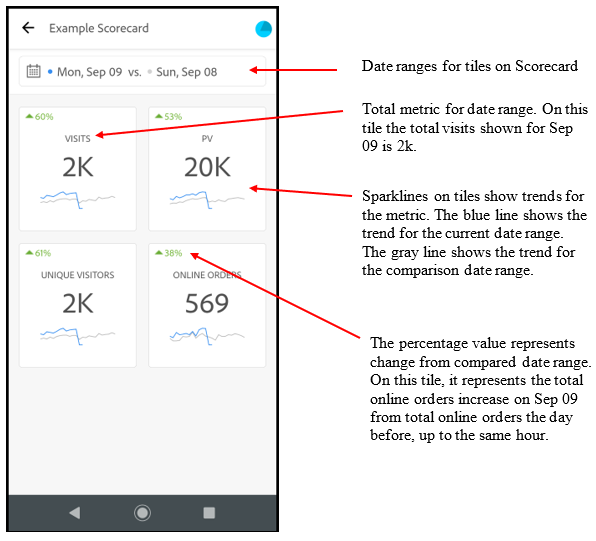 Example Scorecard
Mon, Sep 09 vs. Sun, Sep 08
60%
VISITS
2K
53%
PV
20K
61%
UNIQUE VISITORS
2K
38%
ONLINE ORDERS
569
Date ranges for tiles on Scorecard
Total metric for date range. On this
tile the total visits shown for Sep
09 is 2k.
Sparklines on tiles show trends for
the metric. The blue line shows the
trend for the current date range.
The gray line shows the trend for
the comparison date range.
The percentage value represents
change from compared date range.
On this tile, it represents the total
online orders increase on Sep 09
from total online orders the day
before, up to the same hour.